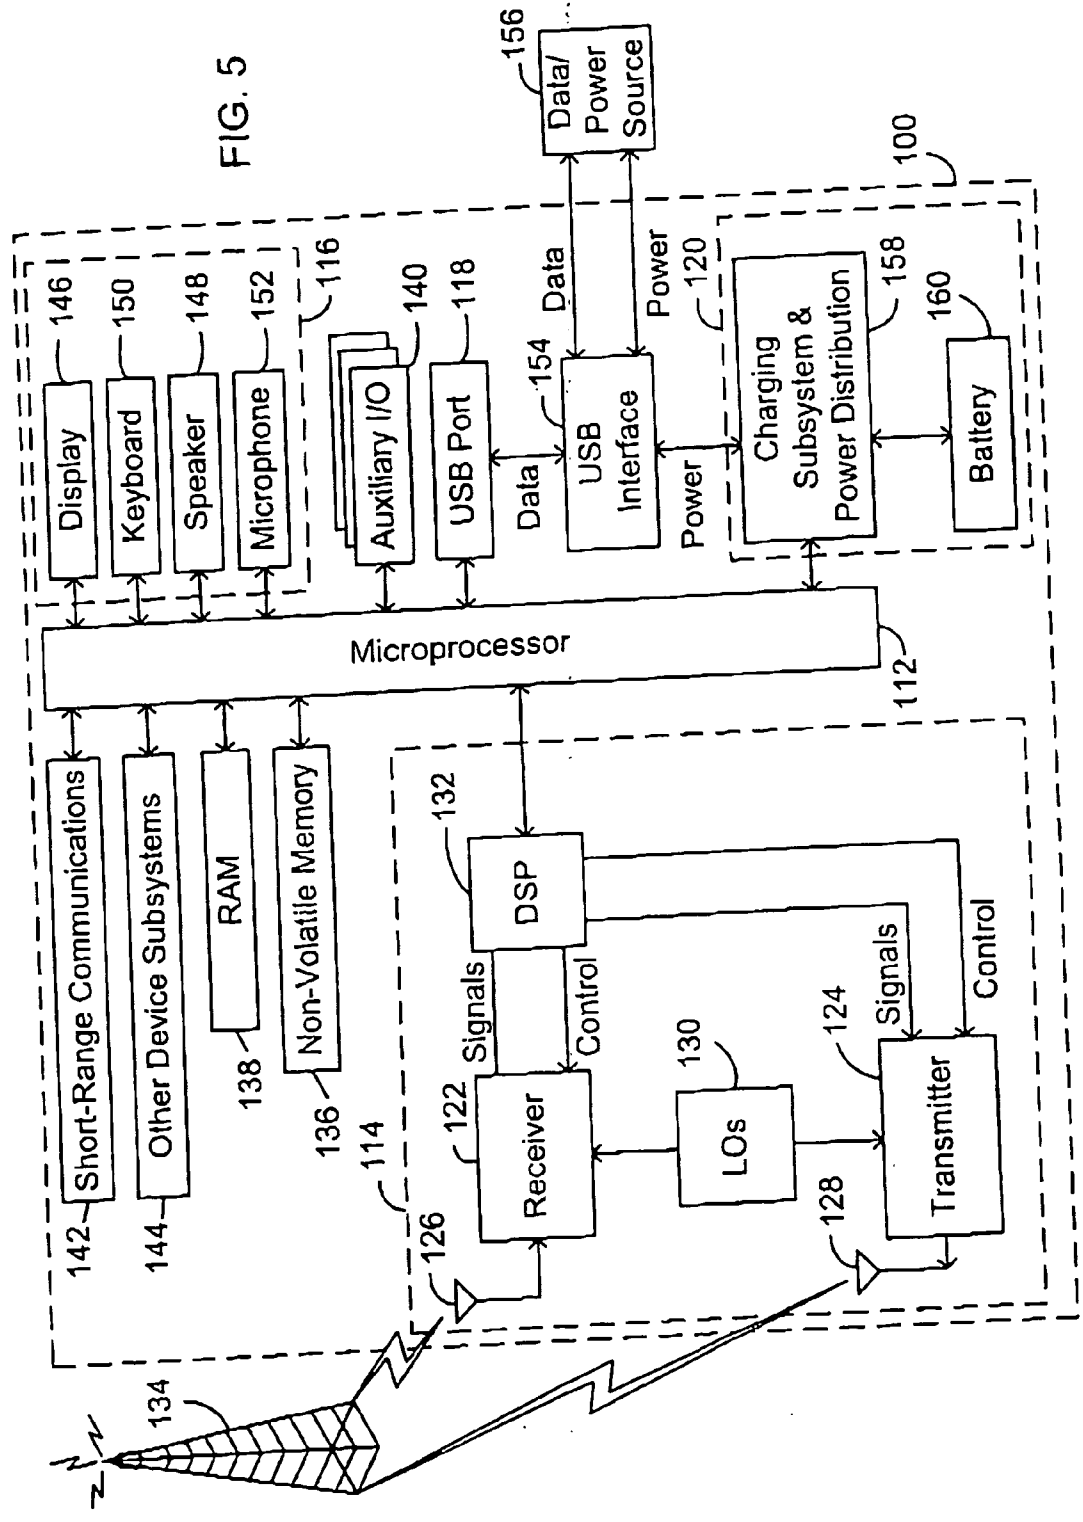 FIG. 5
134
142
Short-Range Communications
144
Other Device Subsystems
138
RAM
136
Non-Volatile Memory
Microprocessor
112
Display
146
Keyboard
150
Speaker
148
Microphone
152
116
Auxiliary I/O
140
USB Port
118
Data
USB
Interface
154
Data
Power
Data/
Power
Source
156
Power
120
Charging
Subsystem &
Power Distribution
158
Battery
160
100
114
126
122
Receiver
Signals
Control
132
DSP
130
LOs
128
124
Transmitter
Signals
Control